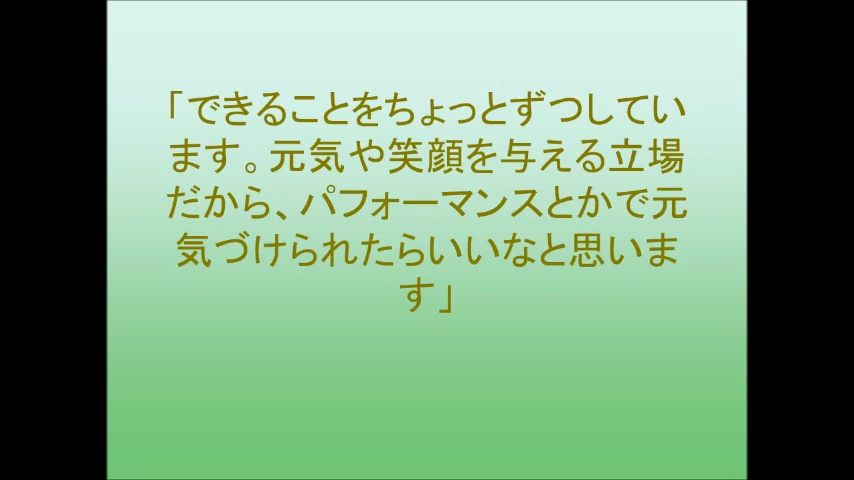 「できることをちょっとずつしてい
ます。元気や笑顔を与える立場
だから、パフォーマンスとかで元
気づけられたらいいなと思いま
す」